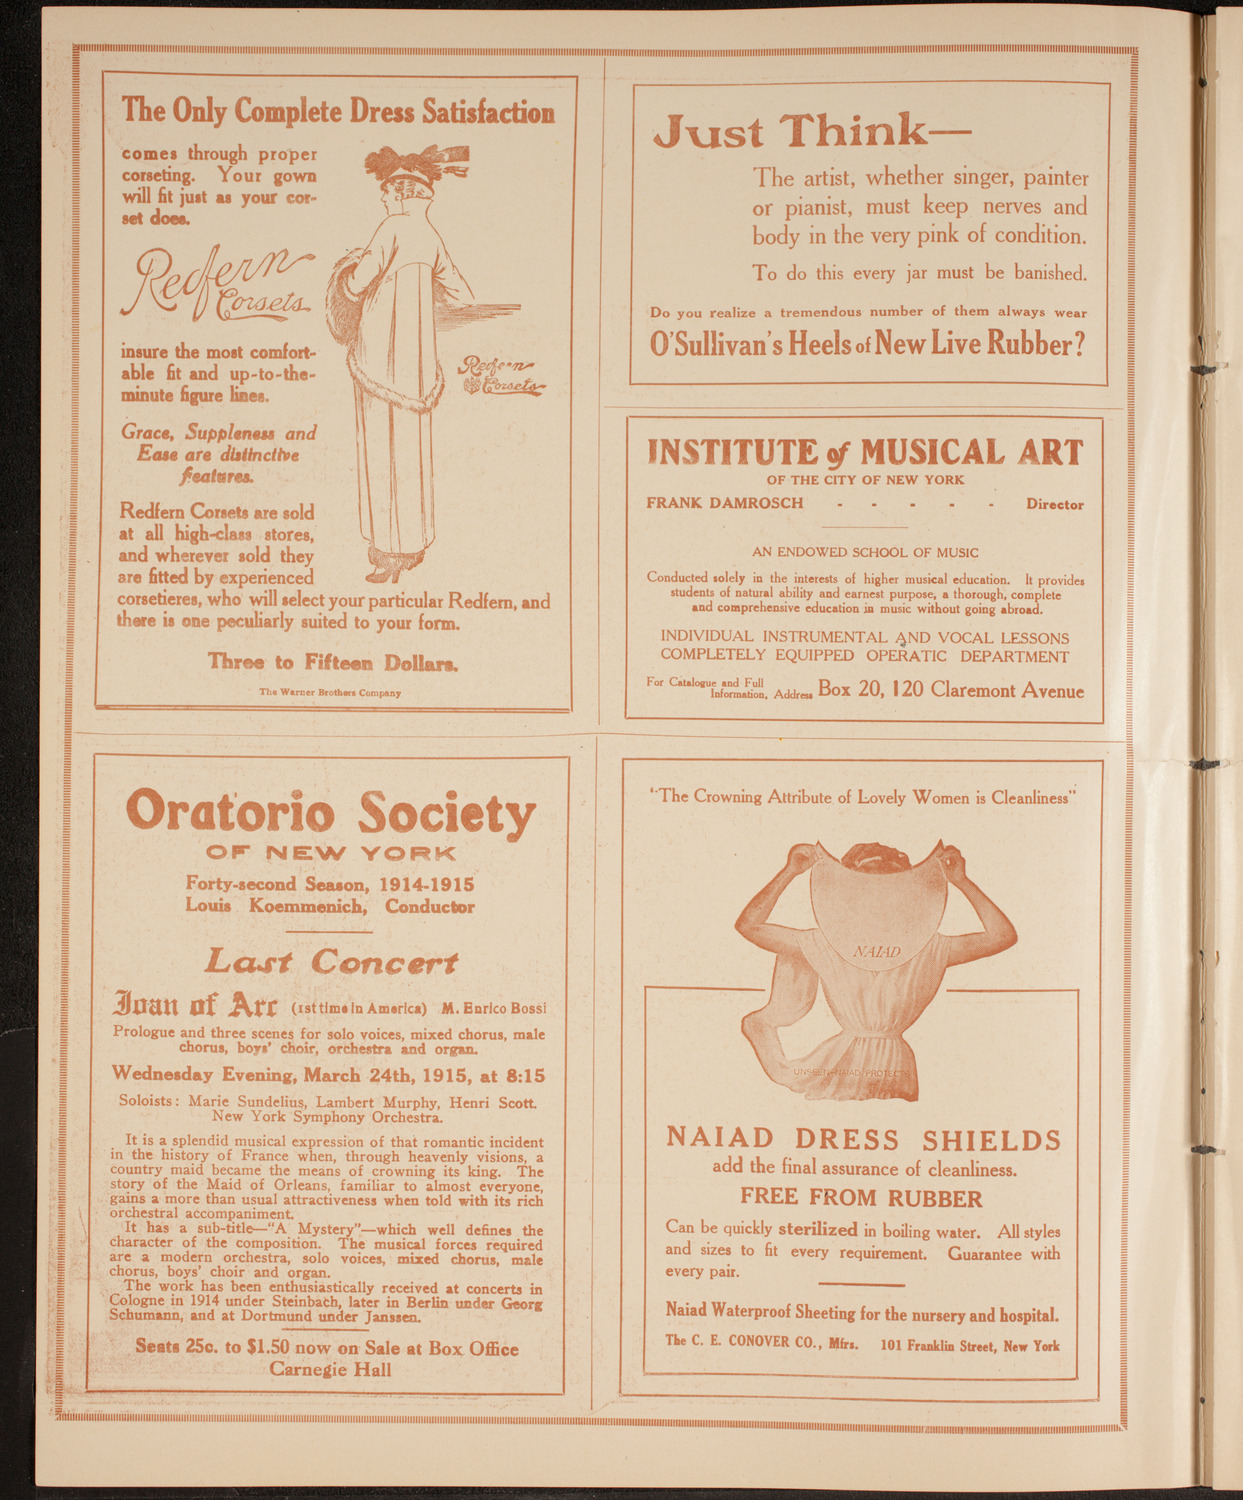 The Only Complete Dress Satisfaction
comes through proper
corseting. Your gown
will fit just as your cor-
set does.
Redfern
Corsets
insure the most comfort-
able fit and up-to-the-
minute figure lines.
Grace, Suppleness and
Ease are distinctive
features.
Redfern Corsets are sold
at all high-class stores,
and wherever sold they
are fitted by experienced
corsetieres, who will select your particular Redfern, and
there is one peculiarly suited to your form.
Three to Fifteen Dollars.
The Warner Brothers Company
Redfern
Corsets
Just Think—
The artist, whether singer, painter
or pianist, must keep nerves and
body in the very pink of condition.
To do this every jar must be banished.
Do you realize a tremendous number of them always wear
O'Sullivan's Heels of New Live Rubber?
INSTITUTE of MUSICAL ART
OF THE CITY OF NEW YORK
FRANK DAMROSCH - - - - - Director
AN ENDOWED SCHOOL OF MUSIC
Conducted solely in the interests of higher musical education. It provides
students of natural ability and earnest purpose, a thorough, complete
and comprehensive education in music without going abroad.
INDIVIDUAL INSTRUMENTAL AND VOCAL LESSONS
COMPLETELY EQUIPPED OPERATIC DEPARTMENT
For Catalogue and Full
Information, Address Box 20, 120 Claremont Avenue
Oratorio Society
OF NEW YORK
Forty-second Season, 1914-1915
Louis Koemmenich, Conductor
Last Concert
Joan of Arc (1st time in America) M. Enrico Bossi
Prologue and three scenes for solo voices, mixed chorus, male
chorus, boys' choir, orchestra and organ.
Wednesday Evening, March 24th, 1915, at 8:15
Soloists: Marie Sundelius, Lambert Murphy, Henri Scott.
New York Symphony Orchestra.
It is a splendid musical expression of that romantic incident
in the history of France when, through heavenly visions, a
country maid became the means of crowning its king. The
story of the Maid of Orleans, familiar to almost everyone,
gains a more than usual attractiveness when told with its rich
orchestral accompaniment.
It has a sub-title—"A Mystery"—which well defines the
character of the composition. The musical forces required
are a modern orchestra, solo voices, mixed chorus, male
chorus, boys' choir and organ.
The work has been enthusiastically received at concerts in
Cologne in 1914 under Steinbach, later in Berlin under Georg
Schumann, and at Dortmund under Janssen.
Seats 25c. to $1.50 now on Sale at Box Office
Carnegie Hall
"The Crowning Attribute of Lovely Women is Cleanliness"
NAIAD
UNSEEN—NAIAD PROTECTS
NAIAD DRESS SHIELDS
add the final assurance of cleanliness.
FREE FROM RUBBER
Can be quickly sterilized in boiling water. All styles
and sizes to fit every requirement. Guarantee with
every pair.
Naiad Waterproof Sheeting for the nursery and hospital.
The C. E. CONOVER CO., Mfrs. 101 Franklin Street, New York